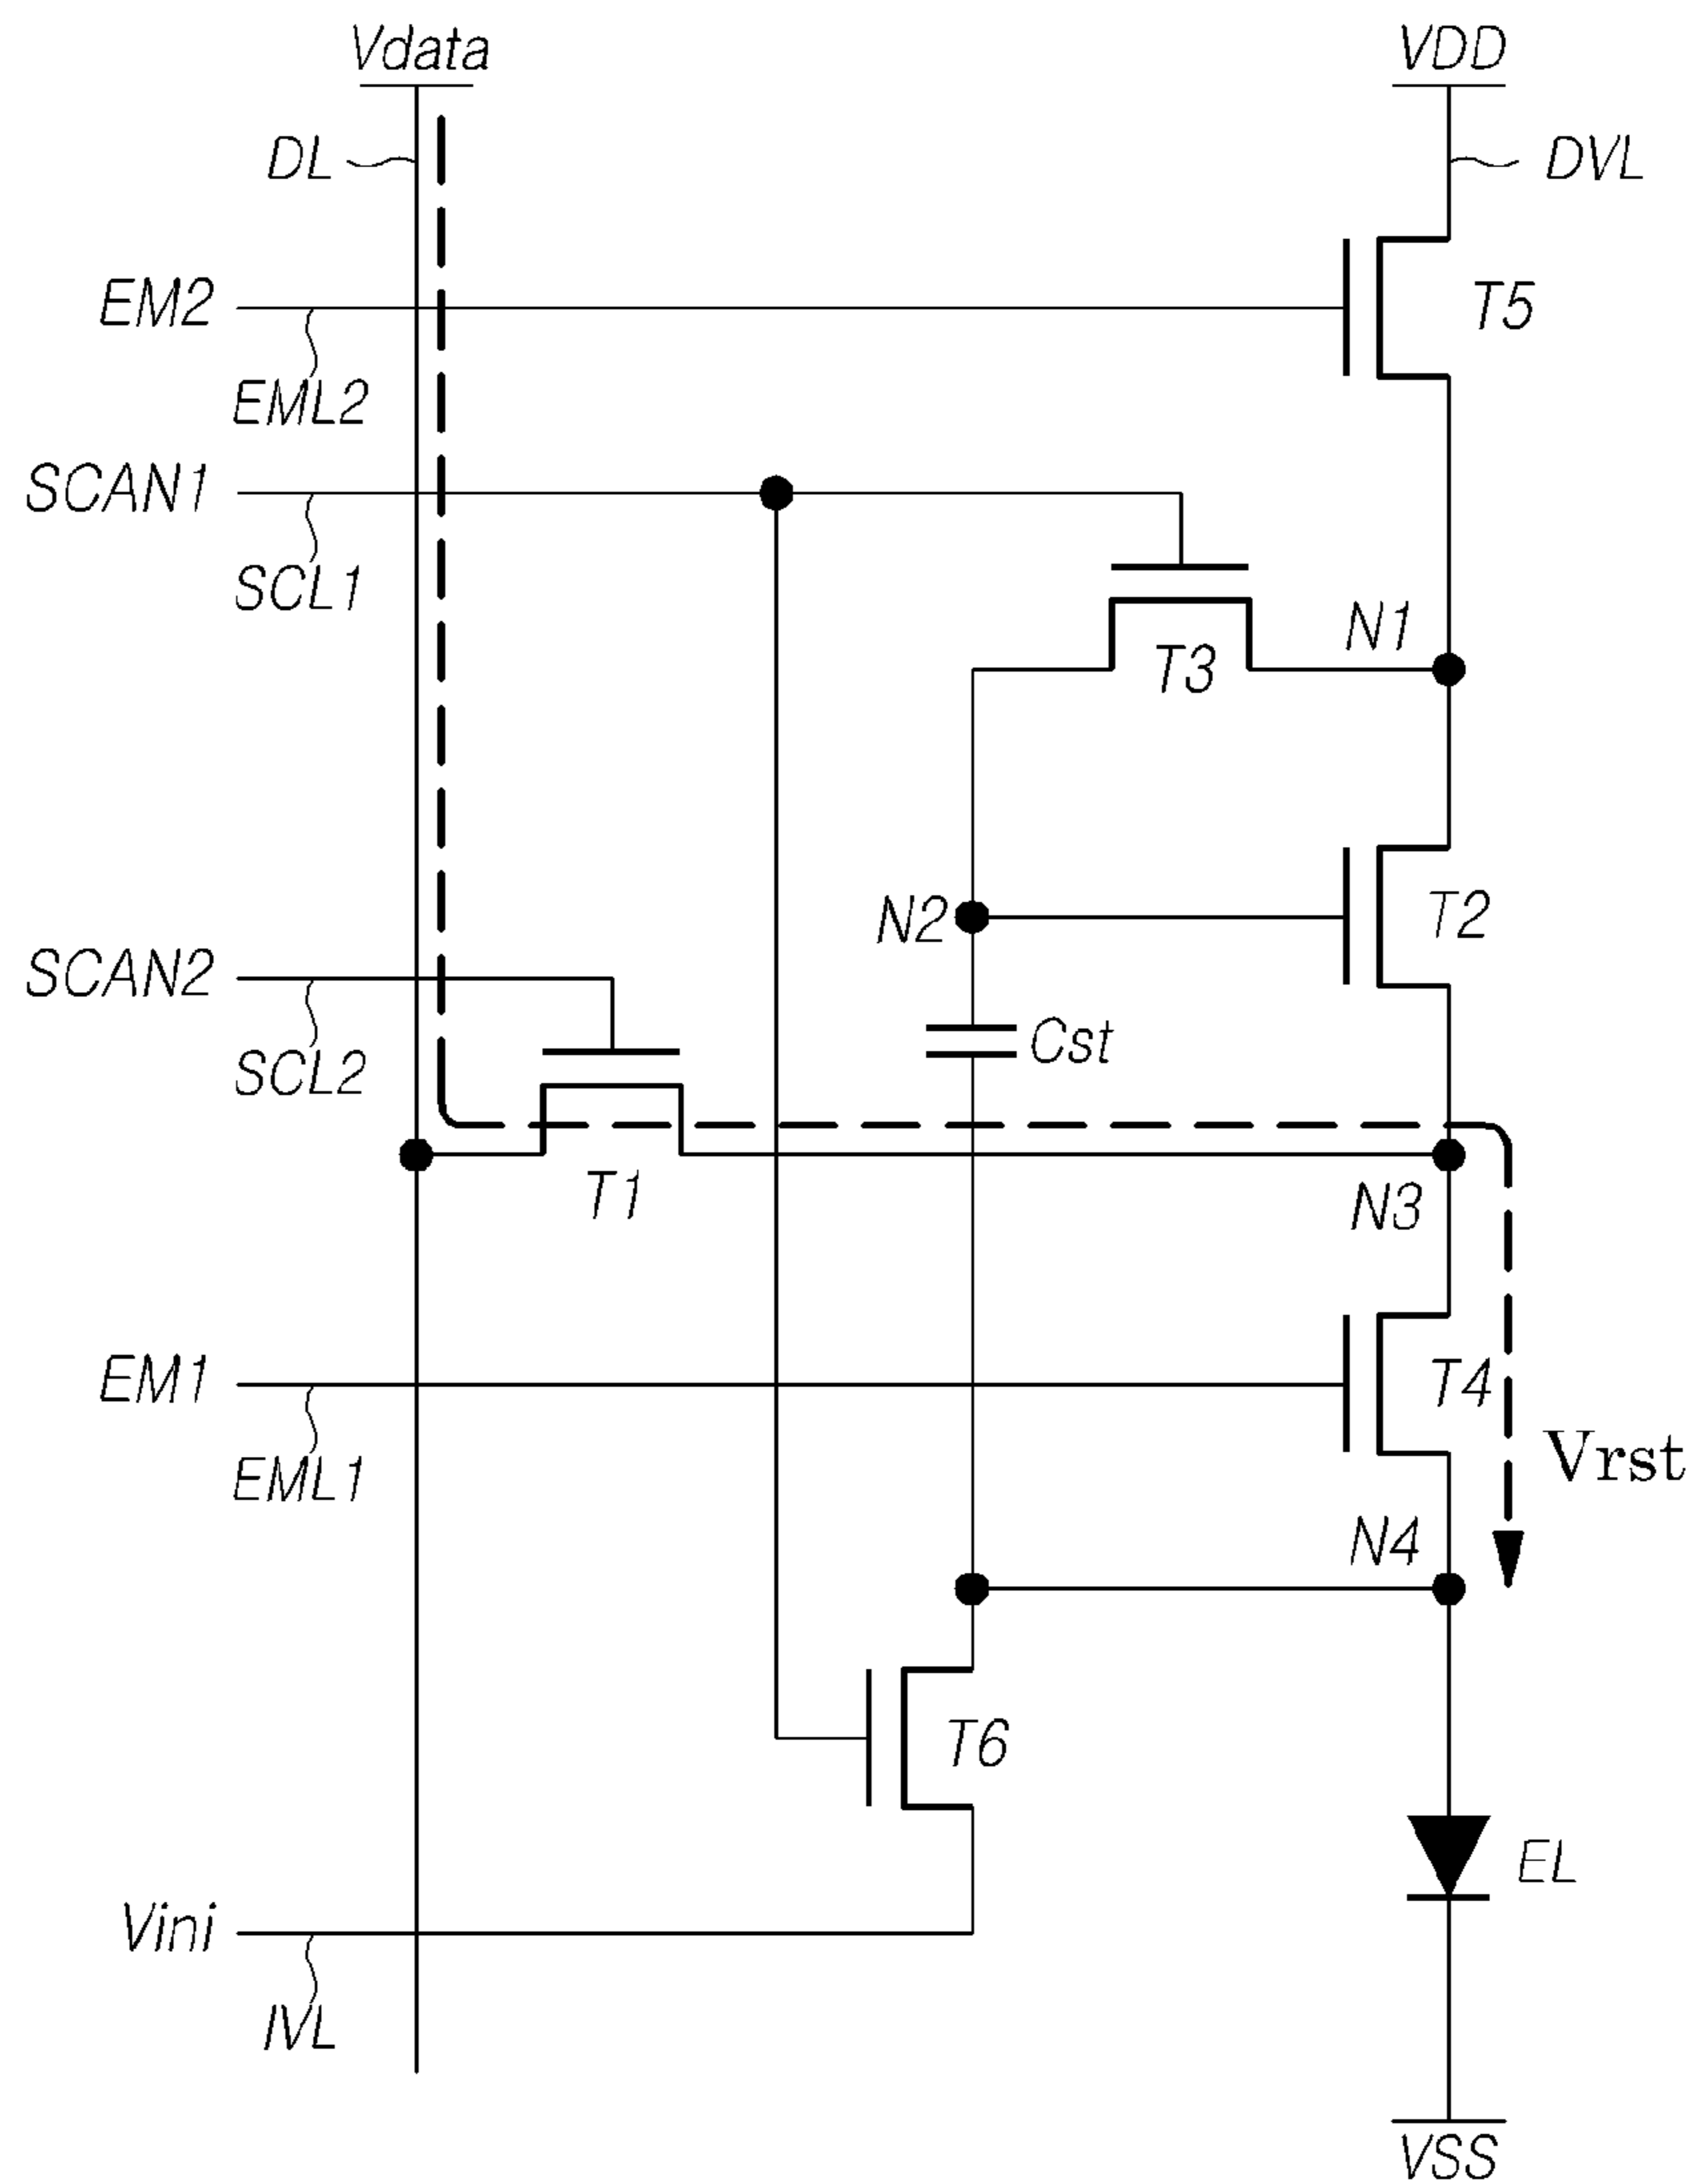 Vdata
VDD
DL
DVL
EM2
T5
EML2
SCAN1
SCL1
N1
T3
N2
T2
SCAN2
Cst
SCL2
T1
N3
EM1
T4
Vrst
EML1
N4
T6
EL
Vini
IVL
VSS